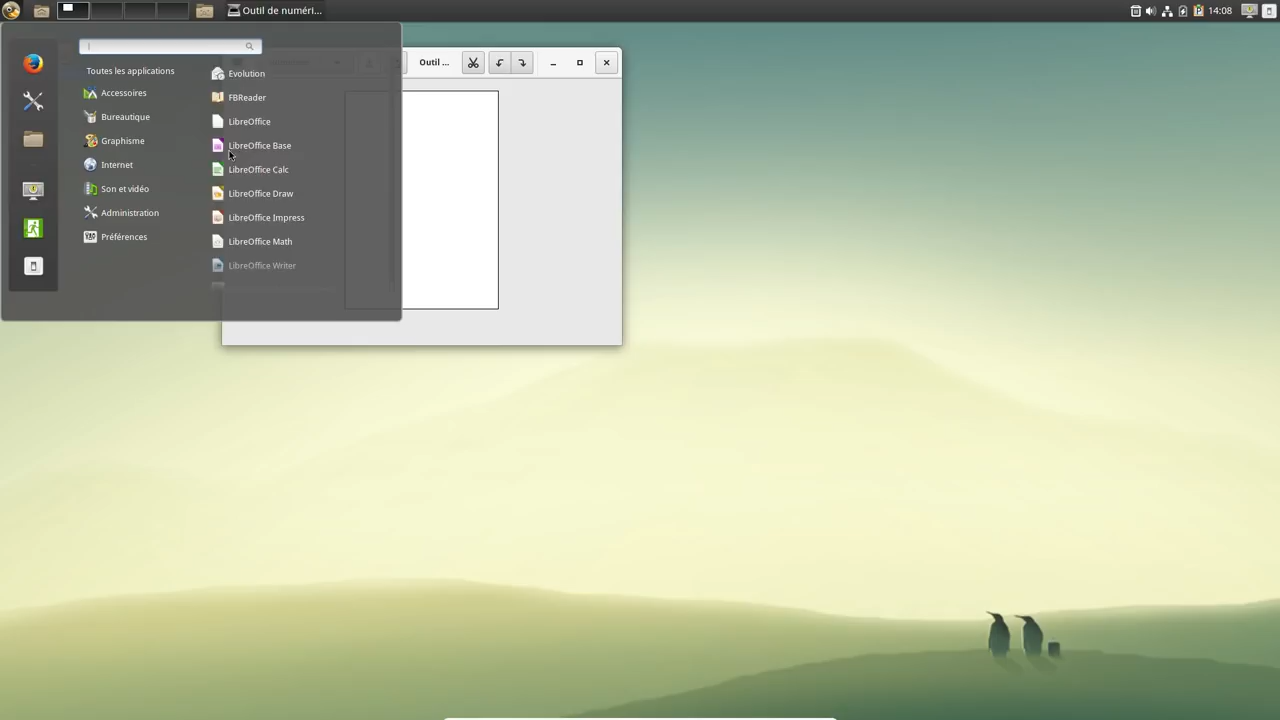 Outil de numéri...
14:08
Toutes les applications
Accessoires
Bureautique
Graphisme
Internet
Son et vidéo
Administration
Préférences
Evolution
FBReader
LibreOffice
LibreOffice Base
LibreOffice Calc
LibreOffice Draw
LibreOffice Impress
LibreOffice Math
LibreOffice Writer
Outil ...